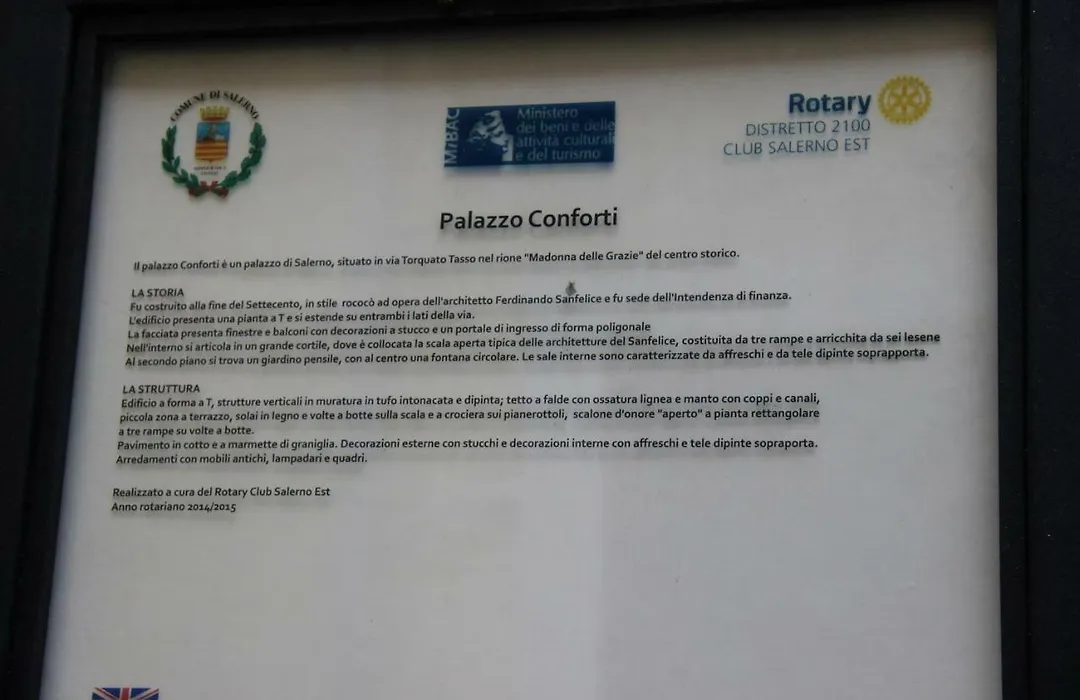 COMUNE DI SALERNO
MiBAC
Ministero
dei beni e delle
attività culturali
e del turismo
Rotary
DISTRETTO 2100
CLUB SALERNO EST
Palazzo Conforti
Il palazzo Conforti è un palazzo di Salerno, situato in via Torquato Tasso nel rione "Madonna delle Grazie" del centro storico.
LA STORIA
Fu costruito alla fine del Settecento, in stile rococò ad opera dell'architetto Ferdinando Sanfelice e fu sede dell'Intendenza di finanza.
L'edificio presenta una pianta a T e si estende su entrambi i lati della via.
La facciata presenta finestre e balconi con decorazioni a stucco e un portale di ingresso di forma poligonale
Nell'interno si articola in un grande cortile, dove è collocata la scala aperta tipica delle architetture del Sanfelice, costituita da tre rampe e arricchita da sei lesene
Al secondo piano si trova un giardino pensile, con al centro una fontana circolare. Le sale interne sono caratterizzate da affreschi e da tele dipinte soprapporta.
LA STRUTTURA
Edificio a forma a T, strutture verticali in muratura in tufo intonacata e dipinta; tetto a falde con ossatura lignea e manto con coppi e canali,
piccola zona a terrazzo, solai in legno e volte a botte sulla scala e a crociera sui pianerottoli, scalone d'onore "aperto" a pianta rettangolare
a tre rampe su volte a botte.
Pavimento in cotto e a marmette di graniglia. Decorazioni esterne con stucchi e decorazioni interne con affreschi e tele dipinte sopraporta.
Arredamenti con mobili antichi, lampadari e quadri.
Realizzato a cura del Rotary Club Salerno Est
Anno rotariano 2014/2015